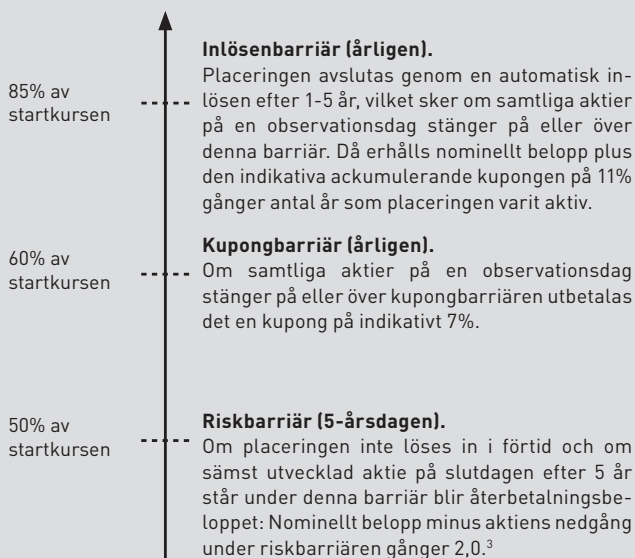 Inlösenbarriär (årligen).
85% av
startkursen
Placeringen avslutas genom en automatisk in-
lösen efter 1-5 år, vilket sker om samtliga aktier
på en observationsdag stänger på eller över
denna barriär. Då erhålls nominellt belopp plus
den indikativa ackumulerande kupongen på 11%
gånger antal år som placeringen varit aktiv.
Kupongbarriär (årligen).
60% av
startkursen
Om samtliga aktier på en observationsdag
stänger på eller över kupongbarriären utbetalas
det en kupong på indikativt 7%.
Riskbarriär (5-årsdagen).
50% av
startkursen
Om placeringen inte löses in i förtid och om
sämst utvecklad aktie på slutdagen efter 5 år
står under denna barriär blir återbetalningsbe-
loppet: Nominellt belopp minus aktiens nedgång
under riskbarriären gånger 2,0.³